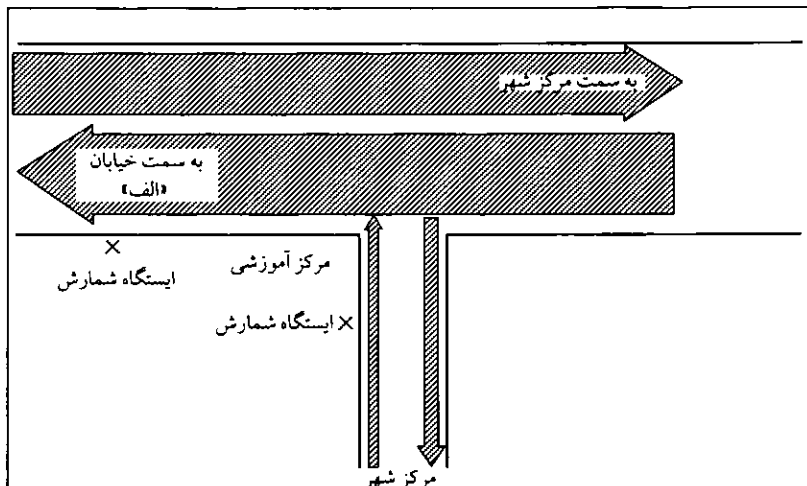 به سمت مرکز شهر
به سمت خیابان
«الف»
مرکز آموزشی
ایستگاه شمارش
ایستگاه شمارش
مرکز شهر